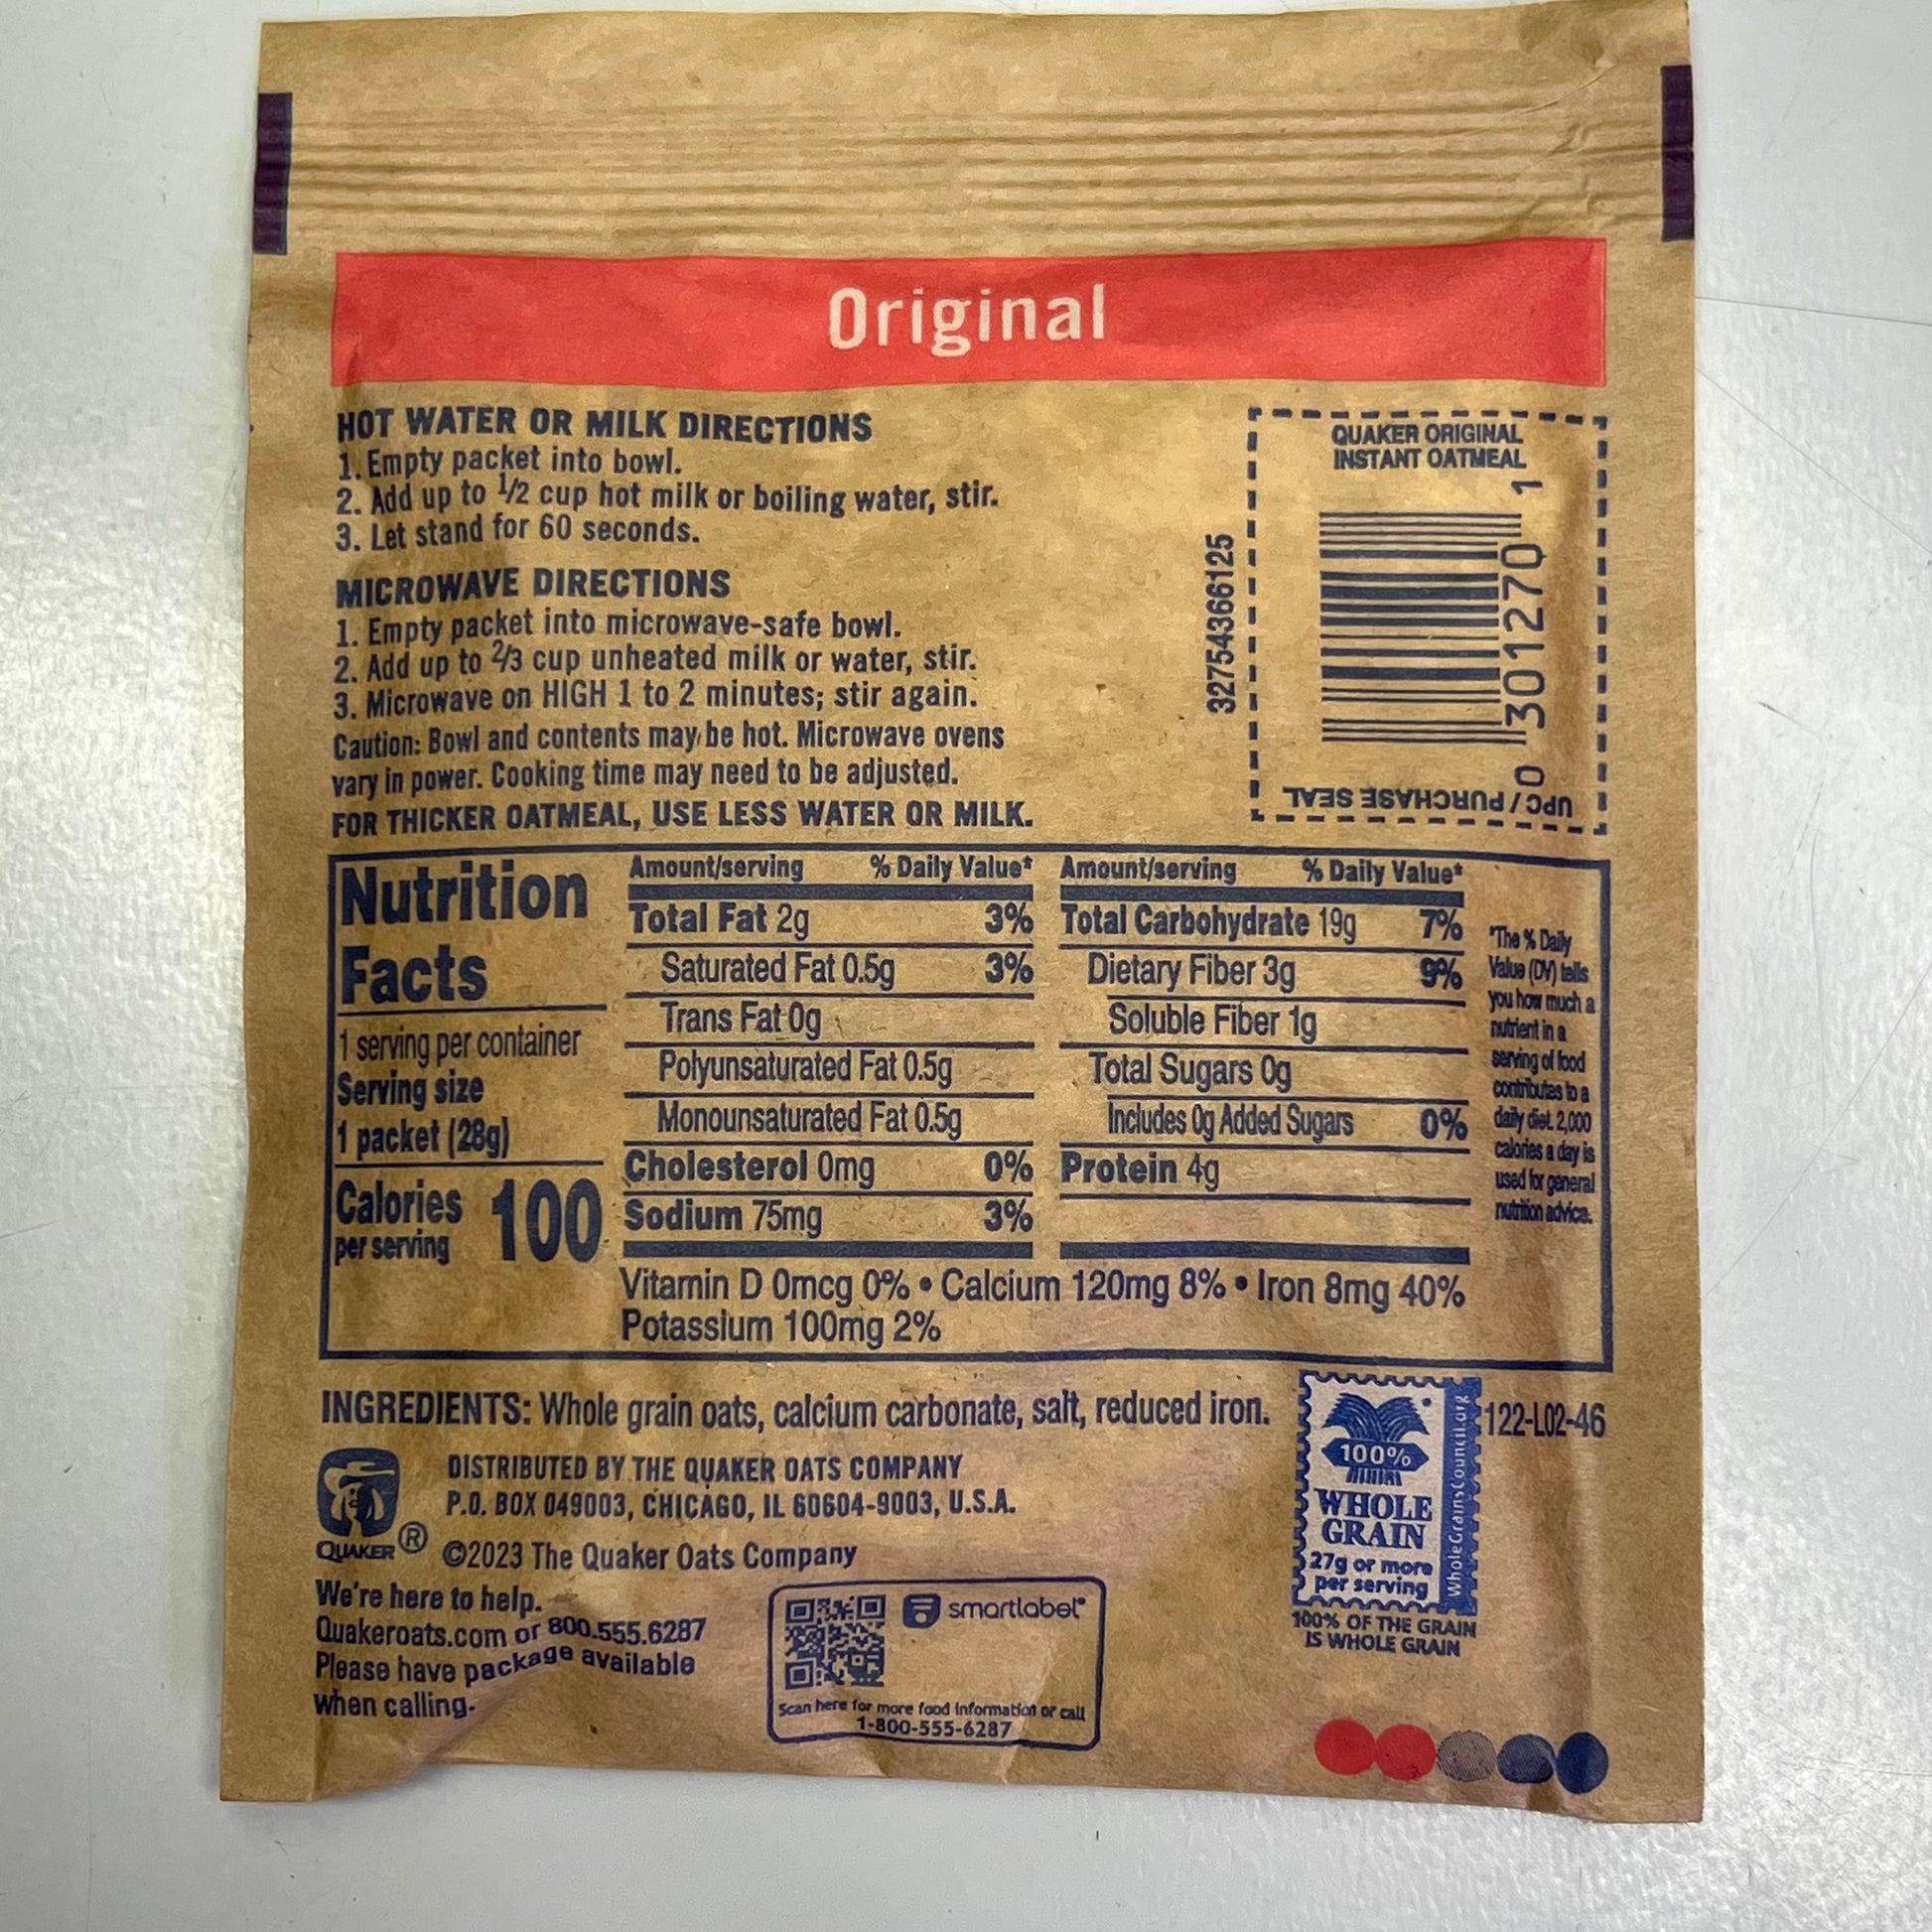 Original
HOT WATER OR MILK DIRECTIONS
1. Empty packet into bowl.
2. Add up to 1/2 cup hot milk or boiling water, stir.
3. Let stand for 60 seconds.
MICROWAVE DIRECTIONS
1. Empty packet into microwave-safe bowl.
2. Add up to 2/3 cup unheated milk or water, stir.
3. Microwave on HIGH 1 to 2 minutes; stir again.
Caution: Bowl and contents may be hot. Microwave ovens
vary in power. Cooking time may need to be adjusted.
FOR THICKER OATMEAL, USE LESS WATER OR MILK.
32754366125
QUAKER ORIGINAL
INSTANT OATMEAL
0 301270 1
UPC / PURCHASE SEAL
Nutrition
Facts
1 serving per container
Serving size
1 packet (28g)
Calories 100
per serving
Amount/serving % Daily Value*
Total Fat 2g 3%
Saturated Fat 0.5g 3%
Trans Fat 0g
Polyunsaturated Fat 0.5g
Monounsaturated Fat 0.5g
Cholesterol 0mg 0%
Sodium 75mg 3%
Amount/serving % Daily Value*
Total Carbohydrate 19g 7%
Dietary Fiber 3g 9%
Soluble Fiber 1g
Total Sugars 0g
Includes 0g Added Sugars 0%
Protein 4g
Vitamin D 0mcg 0% • Calcium 120mg 8% • Iron 8mg 40%
Potassium 100mg 2%
*The % Daily
Value (DV) tells
you how much a
nutrient in a
serving of food
contributes to a
daily diet. 2,000
calories a day is
used for general
nutrition advice.
INGREDIENTS: Whole grain oats, calcium carbonate, salt, reduced iron.
QUAKER ®
DISTRIBUTED BY THE QUAKER OATS COMPANY
P.O. BOX 049003, CHICAGO, IL 60604-9003, U.S.A.
©2023 The Quaker Oats Company
We're here to help.
Quakeroats.com or 800.555.6287
Please have package available
when calling.
smartlabel®
Scan here for more food information or call
1-800-555-6287
100%
WHOLE
GRAIN
27g or more
per serving
WholeGrainsCouncil.org
100% OF THE GRAIN
IS WHOLE GRAIN
122-L02-46